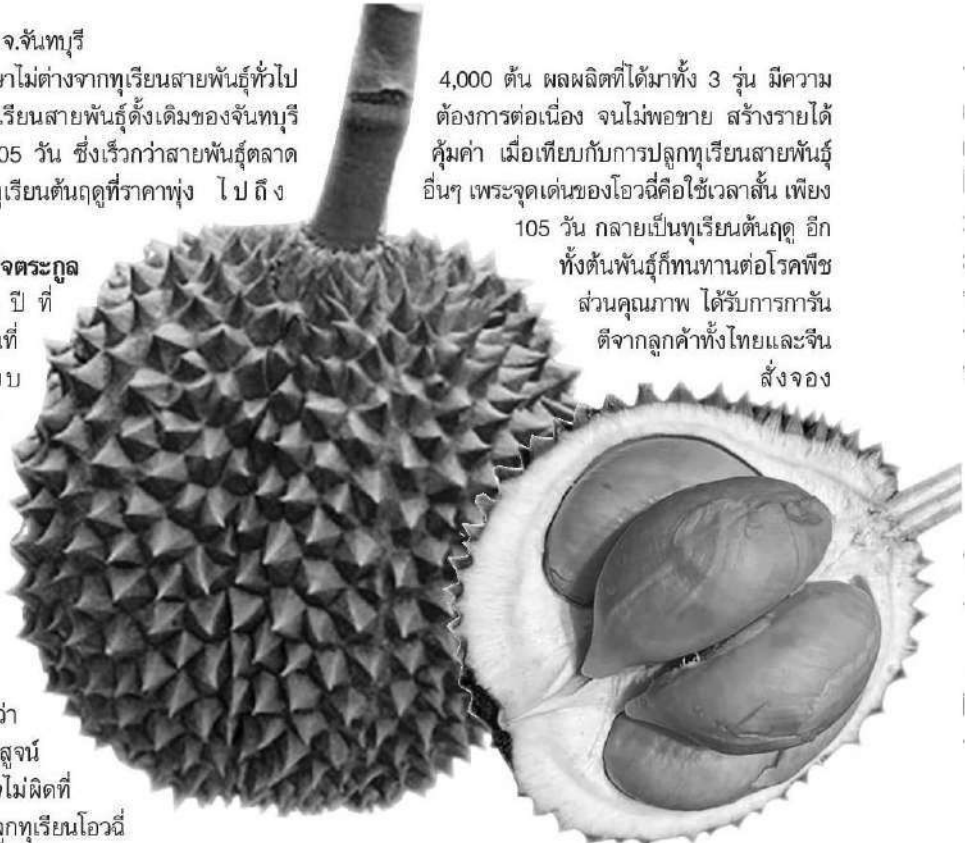 จ.จันทบุรี
ไม่ต่างจากทุเรียนสายพันธุ์ทั่วไป
เรียนสายพันธุ์ดั้งเดิมของจันทบุรี
05 วัน ซึ่งเร็วกว่าสายพันธุ์ตลาด
ทุเรียนต้นฤดูที่ราคาพุ่ง ไปถึง
จตระกูล
ปี ที่
ที่
บ
ว่า
สูจน์
ไม่ผิดที่
ทุเรียนโอวฉี่
4,000 ต้น ผลผลิตที่ได้มาทั้ง 3 รุ่น มีความ
ต้องการต่อเนื่อง จนไม่พอขาย สร้างรายได้
คุ้มค่า เมื่อเทียบกับการปลูกทุเรียนสายพันธุ์
อื่นๆ เพระจุดเด่นของโอวฉี่คือใช้เวลาสั้น เพียง
105 วัน กลายเป็นทุเรียนต้นฤดู อีก
ทั้งต้นพันธุ์ก็ทนทานต่อโรคพืช
ส่วนคุณภาพ ได้รับการการัน
ตีจากลูกค้าทั้งไทยและจีน
สั่งจอง